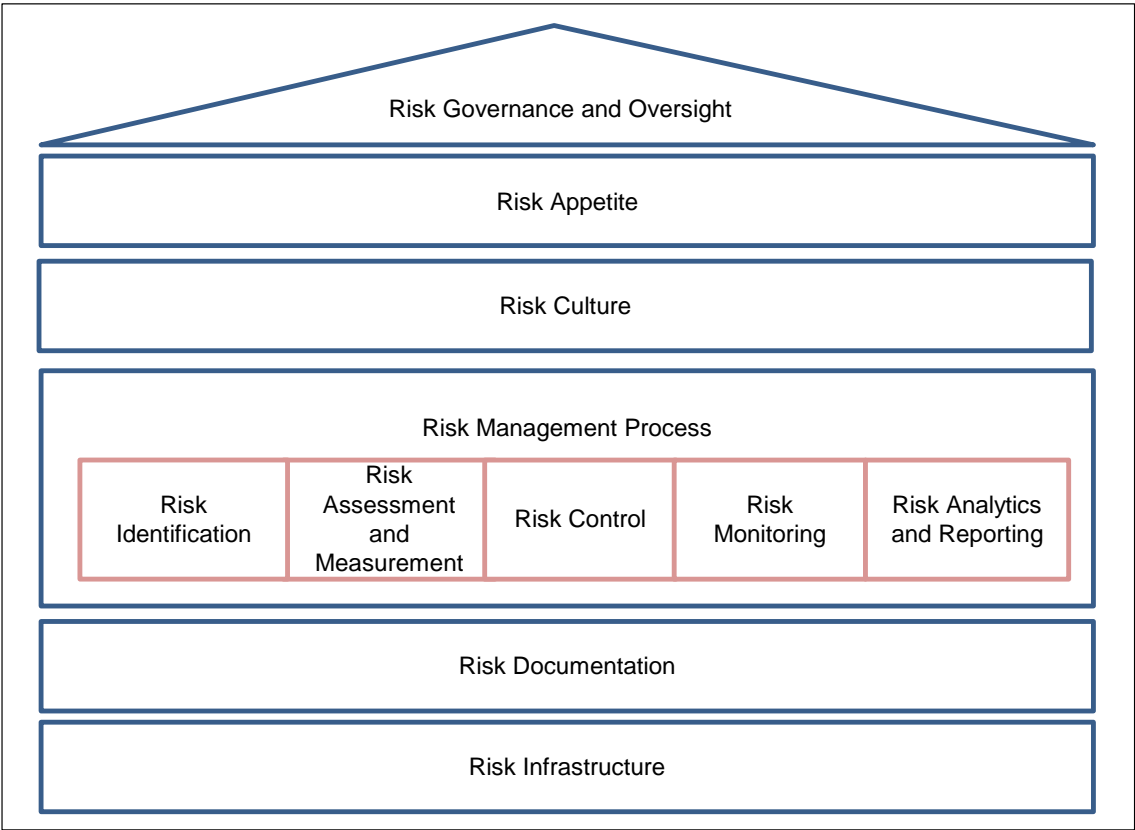 Risk Governance and Oversight
Risk Appetite
Risk Culture
Risk Management Process
Risk
Identification
Risk
Assessment
and
Measurement
Risk Control
Risk
Monitoring
Risk Analytics
and Reporting
Risk Documentation
Risk Infrastructure